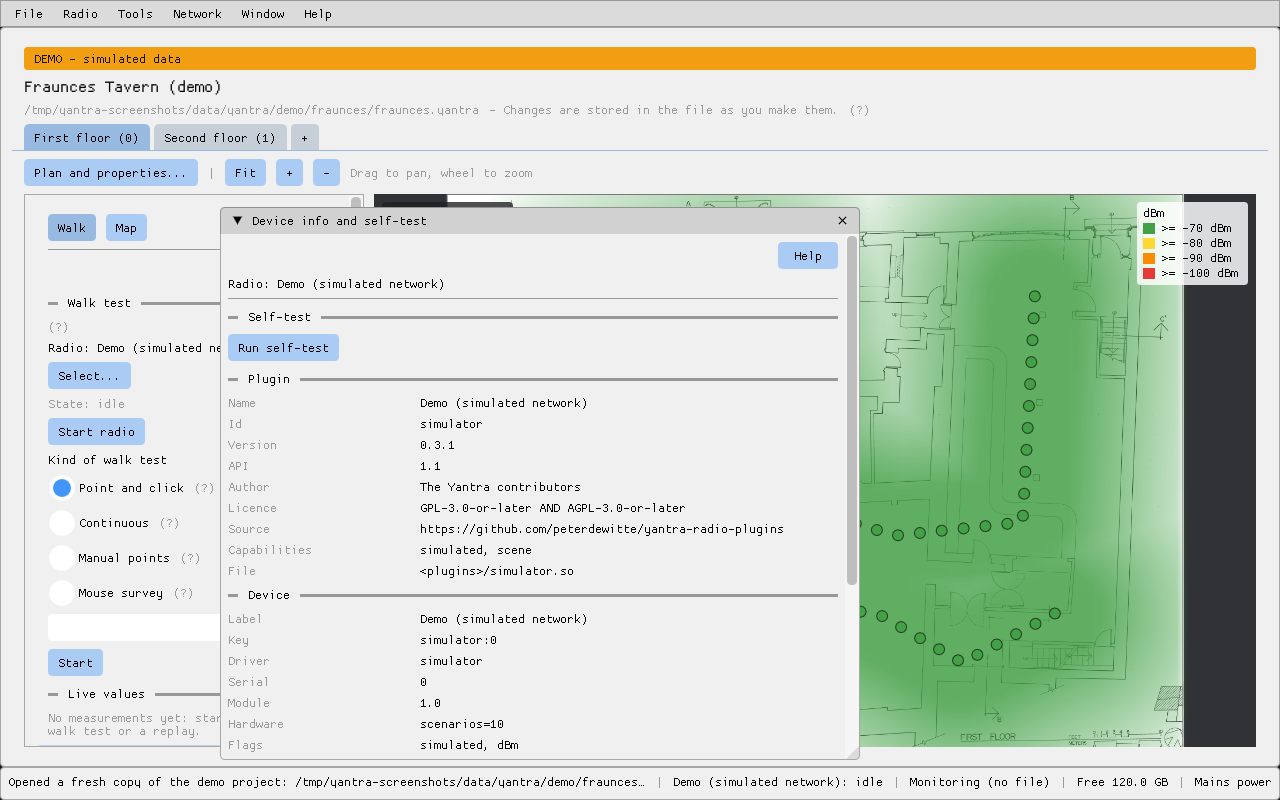 File Radio Tools Network Window Help
DEMO - simulated data
Fraunces Tavern (demo)
/tmp/yantra-screenshots/data/yantra/demo/fraunces/fraunces.yantra - Changes are stored in the file as you make them. (?)
First floor (0) Second floor (1) +
Plan and properties... | Fit + - Drag to pan, wheel to zoom
Walk Map
Walk test
(?)
Radio: Demo (simulated ne
Select...
State: idle
Start radio
Kind of walk test
Point and click (?)
Continuous (?)
Manual points (?)
Mouse survey (?)
Start
Live values
No measurements yet: star
walk test or a replay.
Device info and self-test
Help
Radio: Demo (simulated network)
Self-test
Run self-test
Plugin
Name Demo (simulated network)
Id simulator
Version 0.3.1
API 1.1
Author The Yantra contributors
Licence GPL-3.0-or-later AND AGPL-3.0-or-later
Source https://github.com/peterdewitte/yantra-radio-plugins
Capabilities simulated, scene
File <plugins>/simulator.so
Device
Label Demo (simulated network)
Key simulator:0
Driver simulator
Serial 0
Module 1.0
Hardware scenarios=10
Flags simulated, dBm
dBm
>= -70 dBm
>= -80 dBm
>= -90 dBm
>= -100 dBm
FIRST FLOOR
Opened a fresh copy of the demo project: /tmp/yantra-screenshots/data/yantra/demo/fraunces… | Demo (simulated network): idle | Monitoring (no file) | Free 120.0 GB | Mains power